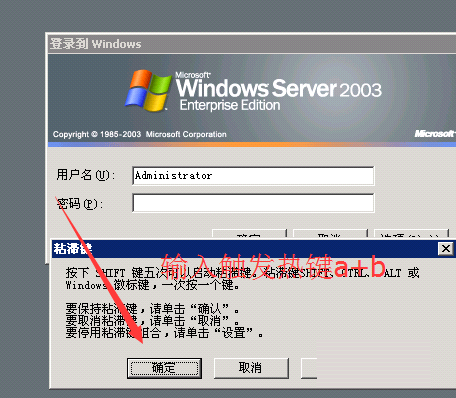 登录到 Windows
Microsoft®
Windows Server 2003
Enterprise Edition
Copyright © 1985-2003 Microsoft Corporation
Microsoft
用户名(U):
Administrator
密码(P):
确定
取消
粘滞键
输入触发热键a+b
按下 SHIFT 键五次可以启动粘滞键。粘滞键SHIFT、CTRL、ALT 或
Windows 徽标键，一次按一个键。
要保持粘滞键，请单击“确认”。
要取消粘滞键，请单击“取消”。
要停用粘滞键组合，请单击“设置”。
确定
取消